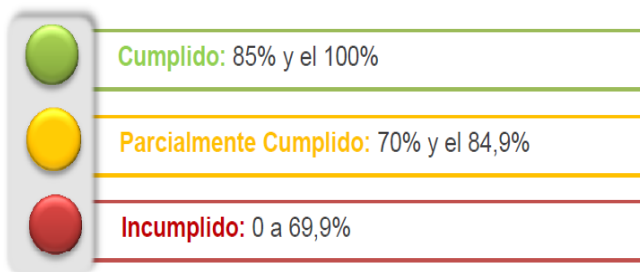 Cumplido: 85% y el 100%
Parcialmente Cumplido: 70% y el 84,9%
Incumplido: 0 a 69,9%